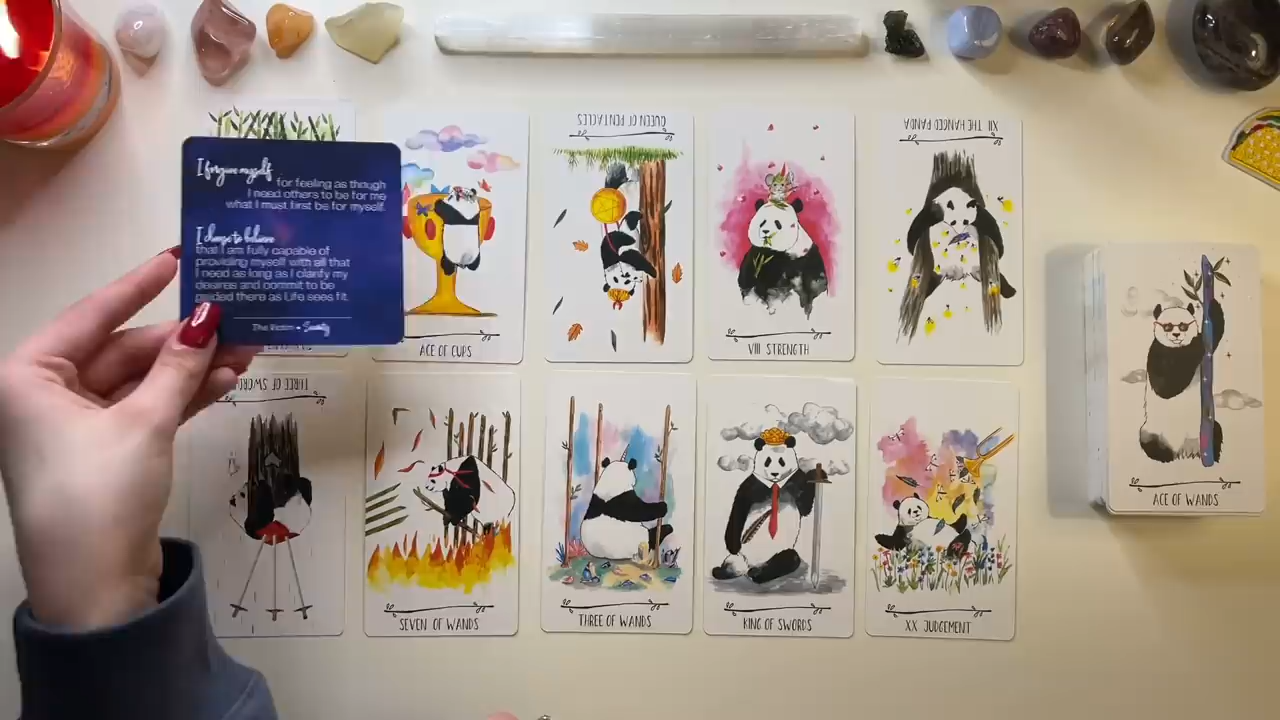 I forgive myself
for feeling as though
I need others to be for me
what I must first be for myself.
I choose to believe
that I am fully capable of
providing myself with all that
I need as long as I clarify my
desires and commit to be
guided there as Life sees fit.
The Victim • Serenity
ACE OF CUPS
QUEEN OF PENTACLES
VIII STRENGTH
XII THE HANGED PANDA
THREE OF SWORDS
SEVEN OF WANDS
THREE OF WANDS
KING OF SWORDS
XX JUDGEMENT
ACE OF WANDS